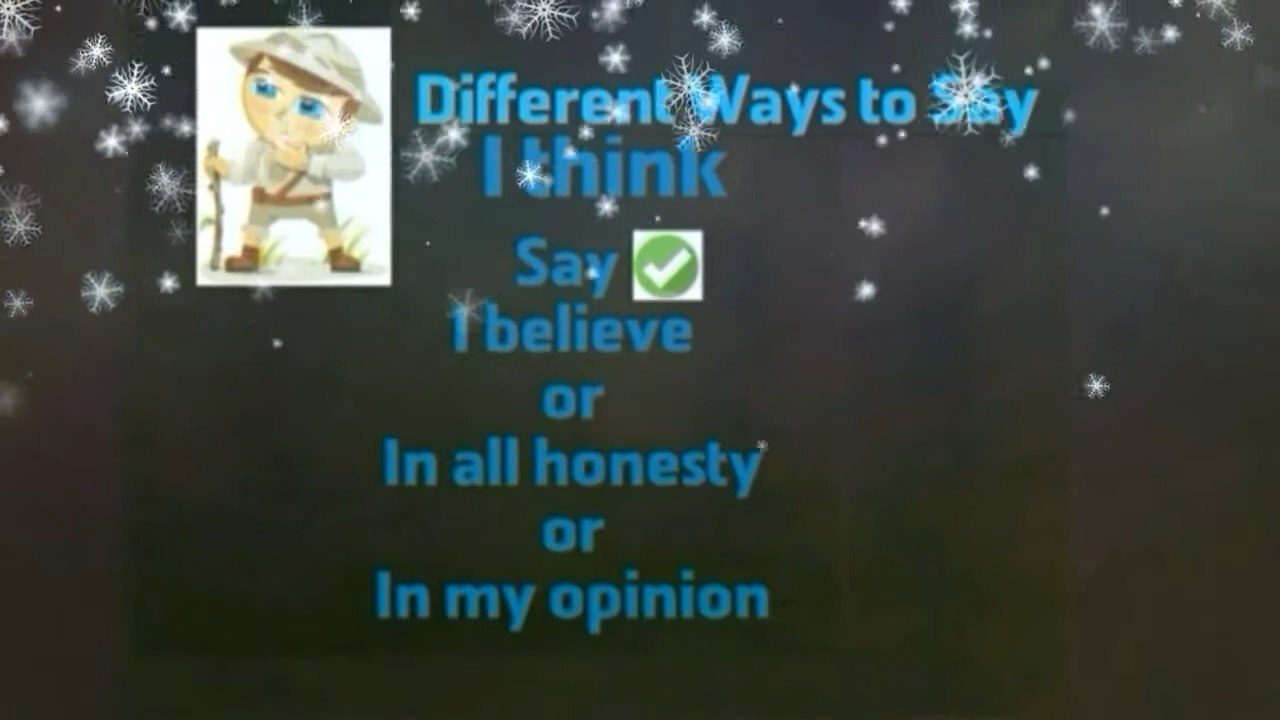 Different Ways to Say
I think
Say
I believe
or
In all honesty
or
In my opinion